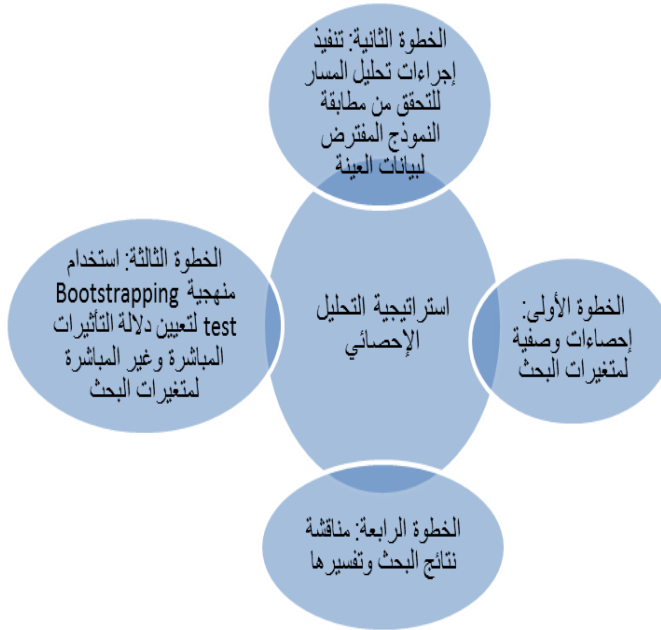 الخطوة الثانية: تنفيذ
إجراءات تحليل المسار
للتحقق من مطابقة
النموذج المفترض
لبيانات العينة
استراتيجية التحليل
الإحصائي
الخطوة الأولى:
إحصاءات وصفية
لمتغيرات البحث
الخطوة الثالثة: استخدام
منهجية Bootstrapping
test لتعيين دلالة التأثيرات
المباشرة وغير المباشرة
لمتغيرات البحث
الخطوة الرابعة: مناقشة
نتائج البحث وتفسيرها